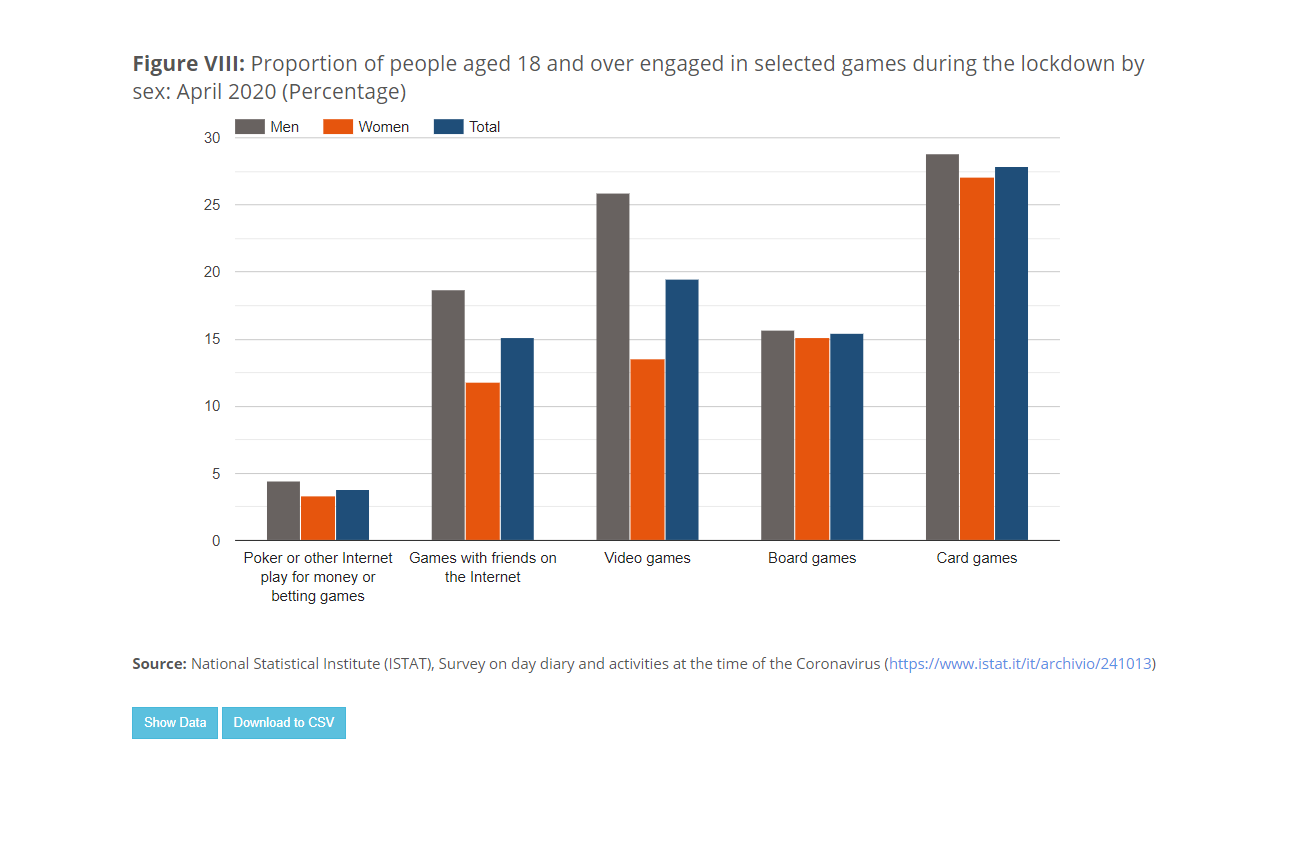 Figure VIII: Proportion of people aged 18 and over engaged in selected games during the lockdown by
sex: April 2020 (Percentage)
Men Women Total
30
25
20
15
10
5
0
Poker or other Internet
play for money or
betting games
Games with friends on
the Internet
Video games
Board games
Card games
Source: National Statistical Institute (ISTAT), Survey on day diary and activities at the time of the Coronavirus (https://www.istat.it/it/archivio/241013)
Show Data Download to CSV